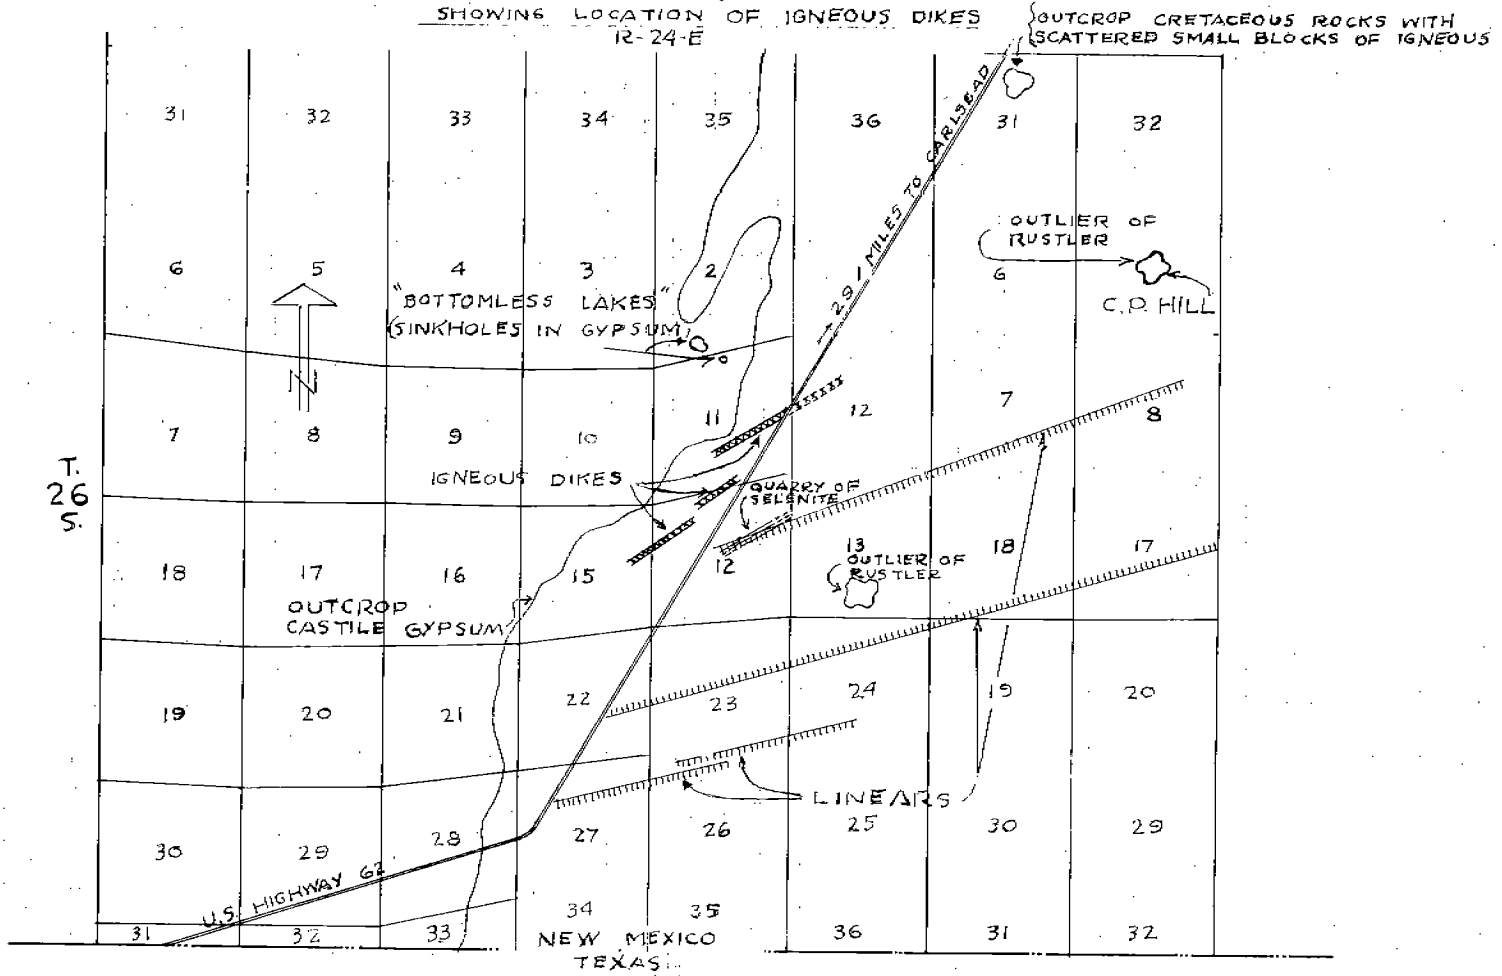 SHOWING LOCATION OF IGNEOUS DIKES
R-24-E
OUTCROP CRETACEOUS ROCKS WITH
SCATTERED SMALL BLOCKS OF IGNEOUS
31 32 33 34 35 36 31 32
→ 29.1 MILES TO CARLSBAD
OUTLIER OF
RUSTLER
6 5 4 3 2 6
"BOTTOMLESS LAKES"
(SINKHOLES IN GYPSUM)
C.P. HILL
N
7 8 9 10 11 12 7 8
T.
26
S.
IGNEOUS DIKES
QUARRY OF
SELENITE
18 17 16 15 12 13 18 17
OUTLIER OF
RUSTLER
OUTCROP
CASTILE GYPSUM
19 20 21 22 23 24 19 20
LINEARS
30 29 28 27 26 25 30 29
U.S. HIGHWAY 62
31 32 33 34 35 36 31 32
NEW MEXICO
TEXAS